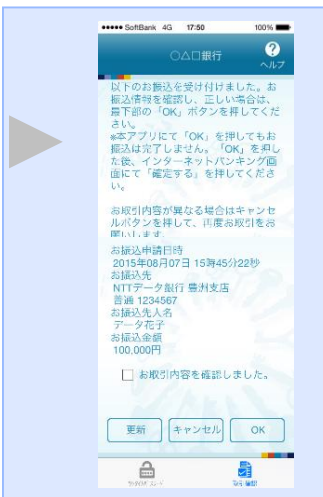 SoftBank 4G 17:50 100%
○△□銀行
?
ヘルプ
以下のお振込を受け付けました。お
振込情報を確認し、正しい場合は、
最下部の「OK」ボタンを押してくだ
さい。
※本アプリにて「OK」を押してもお
振込は完了しません。「OK」を押し
た後、インターネットバンキング画
面にて「確定する」を押してくださ
い。
お取引内容が異なる場合はキャンセ
ルボタンを押して、再度お取引をお
願いします。
お振込申請日時
2015年08月07日 15時45分22秒
お振込先
NTTデータ銀行 豊洲支店
普通 1234567
お振込先人名
データ花子
お振込金額
100,000円
お取引内容を確認しました。
更新 キャンセル OK